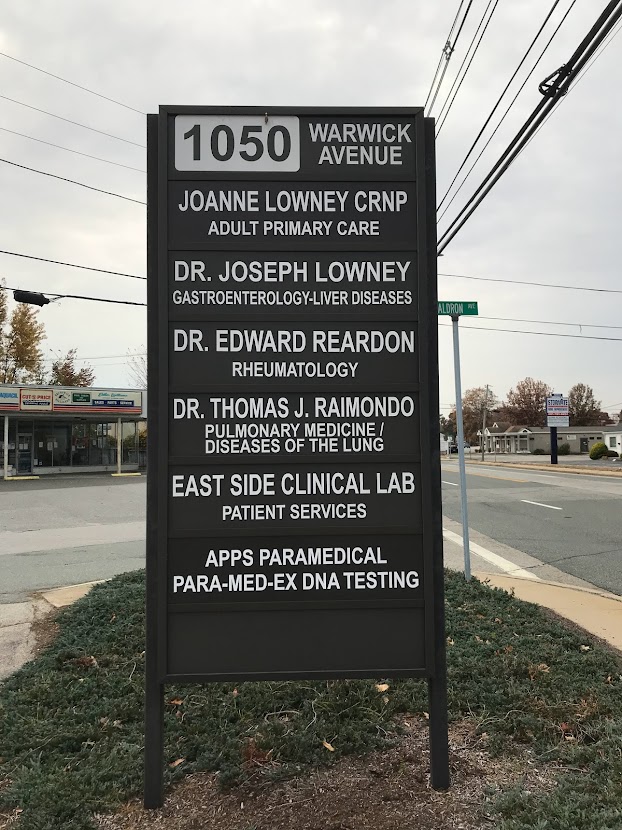 1050
WARWICK
AVENUE
JOANNE LOWNEY CRNP
ADULT PRIMARY CARE
DR. JOSEPH LOWNEY
GASTROENTEROLOGY-LIVER DISEASES
DR. EDWARD REARDON
RHEUMATOLOGY
DR. THOMAS J. RAIMONDO
PULMONARY MEDICINE /
DISEASES OF THE LUNG
EAST SIDE CLINICAL LAB
PATIENT SERVICES
APPS PARAMEDICAL
PARA-MED-EX DNA TESTING
ALDRON AVE